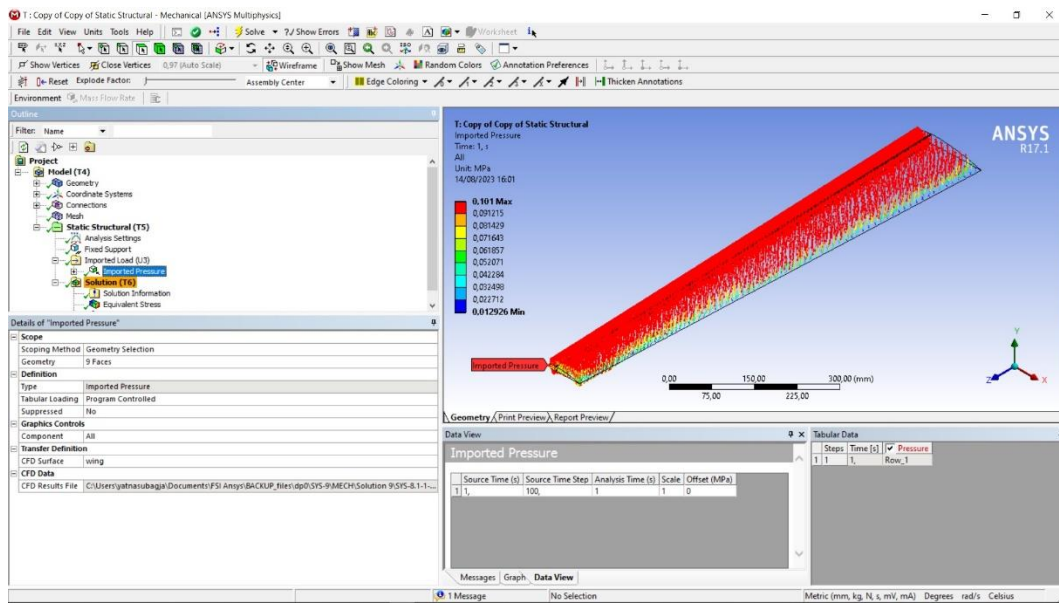 T : Copy of Copy of Static Structural - Mechanical [ANSYS Multiphysics]
File Edit View Units Tools Help Solve ?/ Show Errors Worksheet
Show Vertices Close Vertices 0,97 (Auto Scale) Wireframe Show Mesh Random Colors Annotation Preferences
Reset Explode Factor: Assembly Center Edge Coloring Thicken Annotations
Environment Mass Flow Rate
Outline
Filter: Name
Project
Model (T4)
Geometry
Coordinate Systems
Connections
Mesh
Static Structural (T5)
Analysis Settings
Fixed Support
Imported Load (U3)
Imported Pressure
Solution (T6)
Solution Information
Equivalent Stress
Details of "Imported Pressure"
Scope
Scoping Method Geometry Selection
Geometry 9 Faces
Definition
Type Imported Pressure
Tabular Loading Program Controlled
Suppressed No
Graphics Controls
Component All
Transfer Definition
CFD Surface wing
CFD Data
CFD Results File C:\Users\yatnasubagja\Documents\FSI Ansys\BACKUP_files\dp0\SYS-9\MECH\Solution 9\SYS-8.1-1-...
T: Copy of Copy of Static Structural
Imported Pressure
Time: 1, s
All
Unit: MPa
14/08/2023 16:01
0,101 Max
0,091215
0,081429
0,071643
0,061857
0,052071
0,042284
0,032498
0,022712
0,012926 Min
ANSYS
R17.1
Imported Pressure
0,00 150,00 300,00 (mm)
75,00 225,00
Y
Z X
Geometry Print Preview Report Preview
Data View
Imported Pressure
Source Time (s) Source Time Step Analysis Time (s) Scale Offset (MPa)
1 1, 100, 1 1 0
Messages Graph Data View
Tabular Data
Steps Time [s] Pressure
1 1 1, Row_1
1 Message No Selection Metric (mm, kg, N, s, mV, mA) Degrees rad/s Celsius